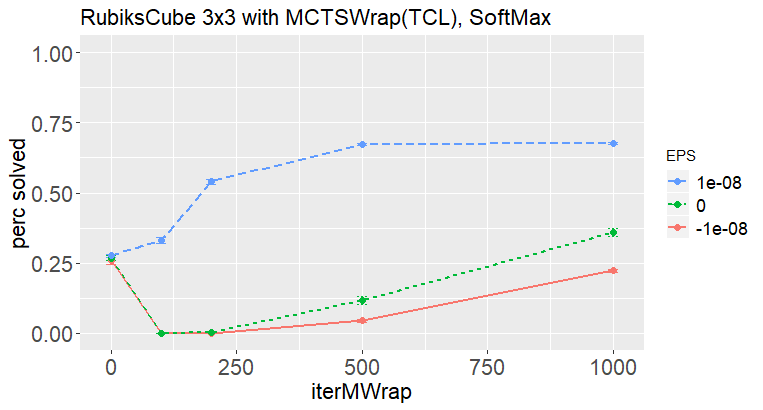 RubiksCube 3x3 with MCTSWrap(TCL), SoftMax
1.00
0.75
0.50
0.25
0.00
perc solved
0 250 500 750 1000
iterMWrap
EPS
1e-08
0
-1e-08